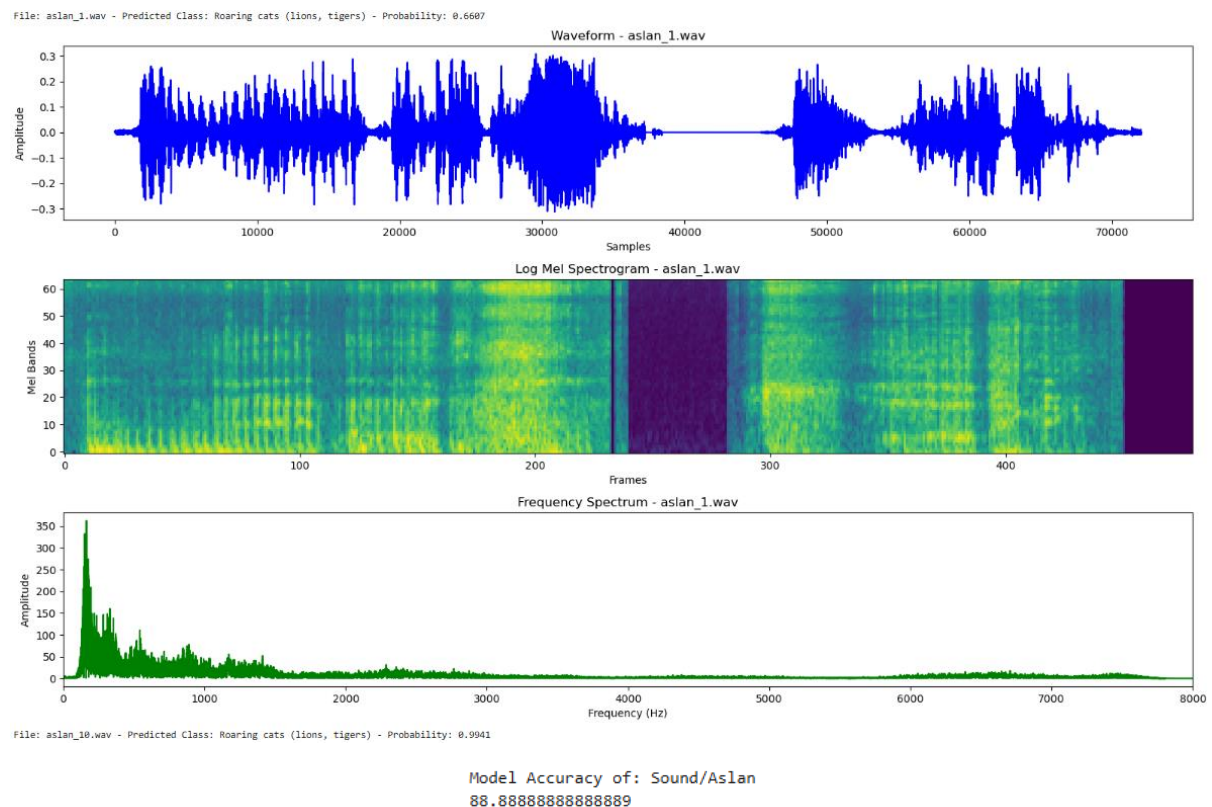 File: aslan_1.wav - Predicted Class: Roaring cats (lions, tigers) - Probability: 0.6607
Waveform - aslan_1.wav
0.3
0.2
0.1
0.0
−0.1
−0.2
−0.3
Amplitude
0 10000 20000 30000 40000 50000 60000 70000
Samples
Log Mel Spectrogram - aslan_1.wav
60
50
40
30
20
10
0
Mel Bands
0 100 200 300 400
Frames
Frequency Spectrum - aslan_1.wav
350
300
250
200
150
100
50
0
Amplitude
0 1000 2000 3000 4000 5000 6000 7000 8000
Frequency (Hz)
File: aslan_10.wav - Predicted Class: Roaring cats (lions, tigers) - Probability: 0.9941
Model Accuracy of: Sound/Aslan
88.88888888888889